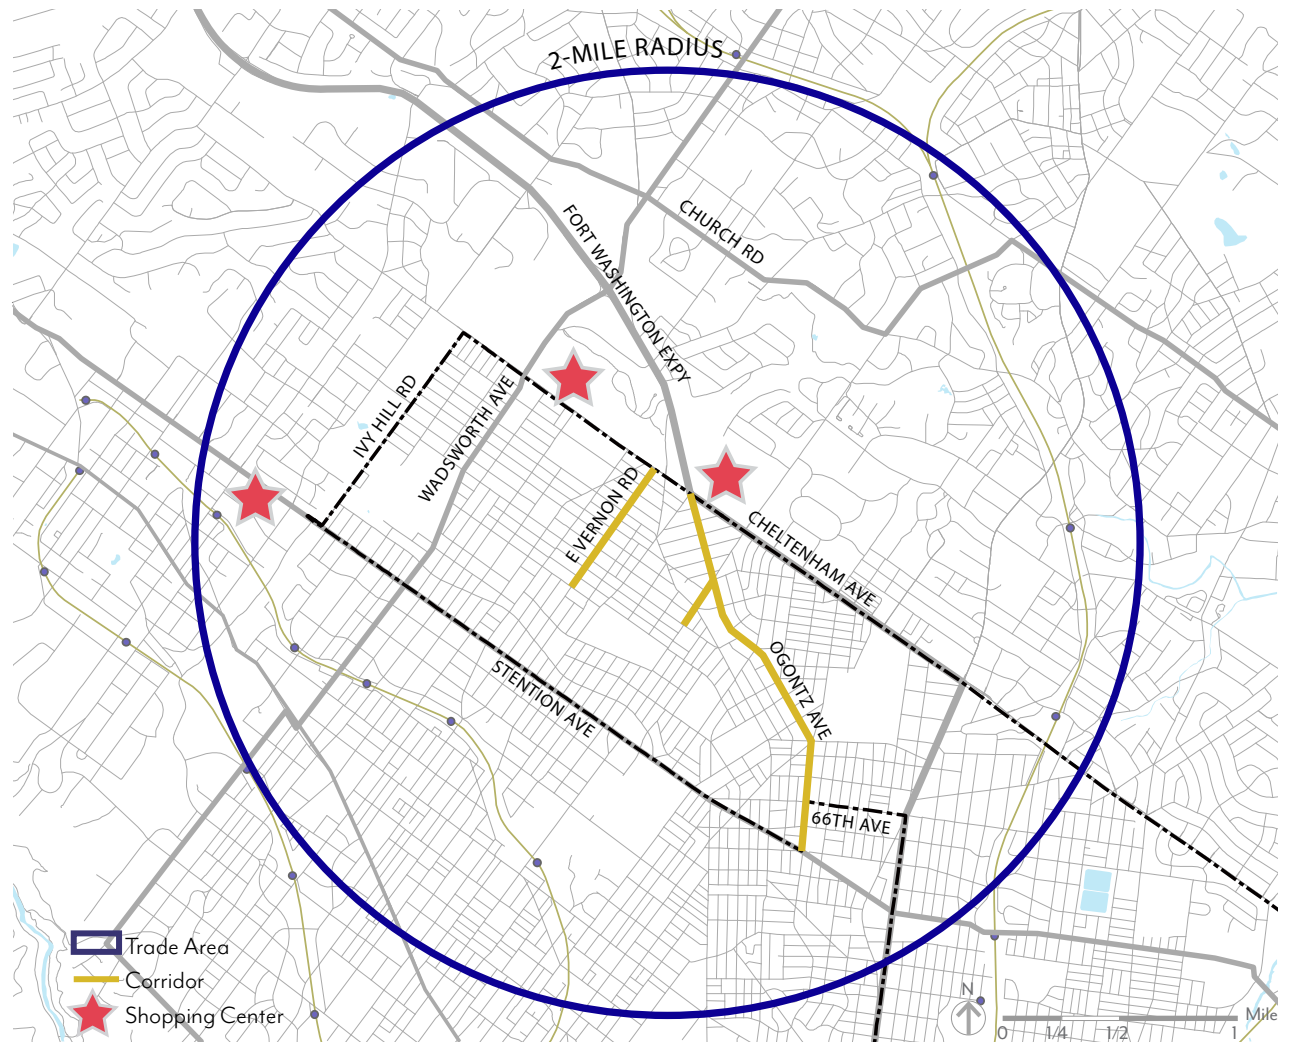 2-MILE RADIUS
CHURCH RD
FORT WASHINGTON EXPY
IVY HILL RD
WADSWORTH AVE
E VERNON RD
CHELTENHAM AVE
OGONTZ AVE
STENTION AVE
66TH AVE
Trade Area
Corridor
Shopping Center
N
Mile
0 1/4 1/2 1